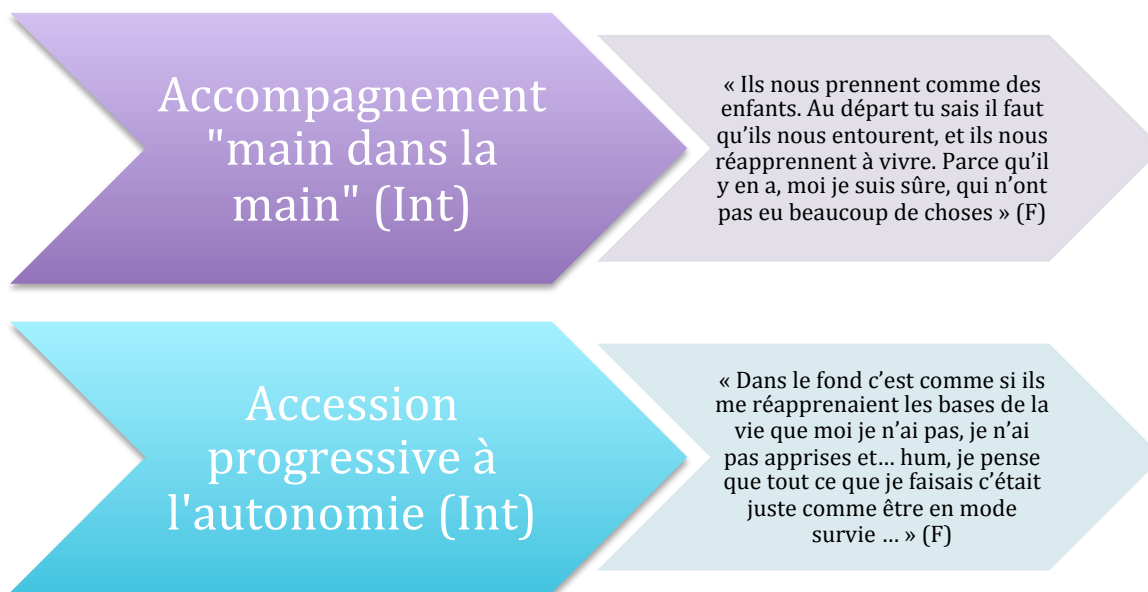 Accompagnement
"main dans la
main" (Int)
« Ils nous prennent comme des
enfants. Au départ tu sais il faut
qu’ils nous entourent, et ils nous
réapprennent à vivre. Parce qu’il
y en a, moi je suis sûre, qui n’ont
pas eu beaucoup de choses » (F)
Accession
progressive à
l'autonomie (Int)
« Dans le fond c’est comme si ils
me réapprenaient les bases de la
vie que moi je n’ai pas, je n’ai
pas apprises et… hum, je pense
que tout ce que je faisais c’était
juste comme être en mode
survie … » (F)